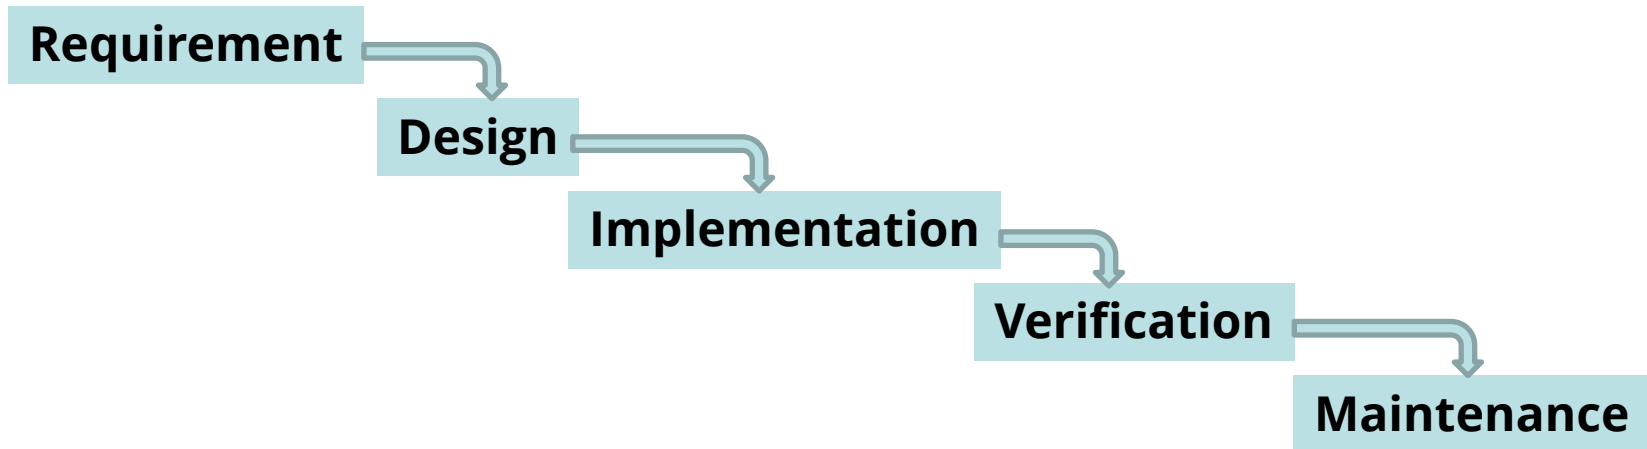 Requirement
Design
Implementation
Verification
Maintenance